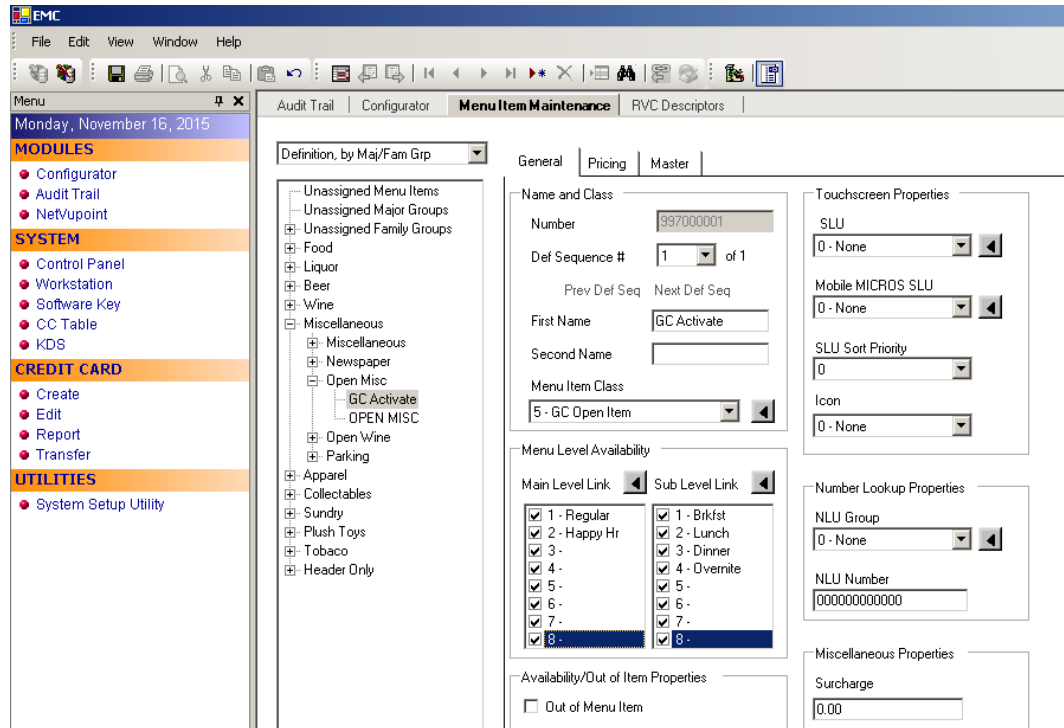 EMC
File Edit View Window Help
Menu
Monday, November 16, 2015
MODULES
Configurator
Audit Trail
NetVupoint
SYSTEM
Control Panel
Workstation
Software Key
CC Table
KDS
CREDIT CARD
Create
Edit
Report
Transfer
UTILITIES
System Setup Utility
Audit Trail Configurator Menu Item Maintenance RVC Descriptors
Definition, by Maj/Fam Grp
Unassigned Menu Items
Unassigned Major Groups
Unassigned Family Groups
Food
Liquor
Beer
Wine
Miscellaneous
Miscellaneous
Newspaper
Open Misc
GC Activate
OPEN MISC
Open Wine
Parking
Apparel
Collectables
Sundry
Plush Toys
Tobaco
Header Only
General Pricing Master
Name and Class
Number 997000001
Def Sequence # 1 of 1
Prev Def Seq Next Def Seq
First Name GC Activate
Second Name
Menu Item Class
5 - GC Open Item
Menu Level Availability
Main Level Link Sub Level Link
1 - Regular 1 - Brkfst
2 - Happy Hr 2 - Lunch
3 - 3 - Dinner
4 - 4 - Overnite
5 - 5 -
6 - 6 -
7 - 7 -
8 - 8 -
Availability/Out of Item Properties
Out of Menu Item
Touchscreen Properties
SLU
0 - None
Mobile MICROS SLU
0 - None
SLU Sort Priority
0
Icon
0 - None
Number Lookup Properties
NLU Group
0 - None
NLU Number
000000000000
Miscellaneous Properties
Surcharge
0.00